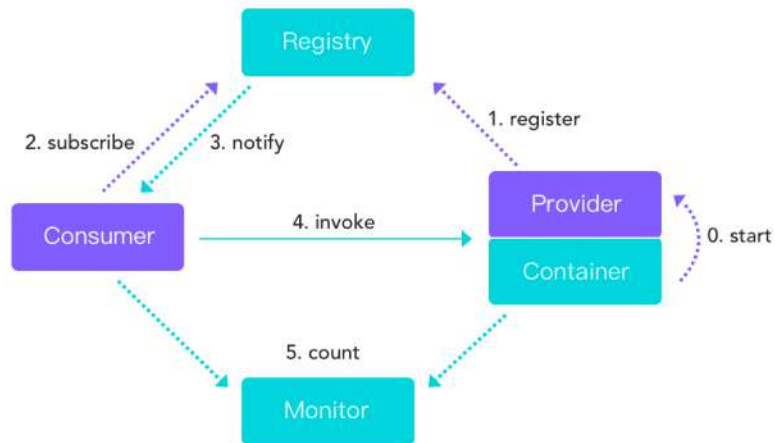 Registry
1. register
2. subscribe
3. notify
Provider
Consumer
4. invoke
0. start
Container
5. count
Monitor